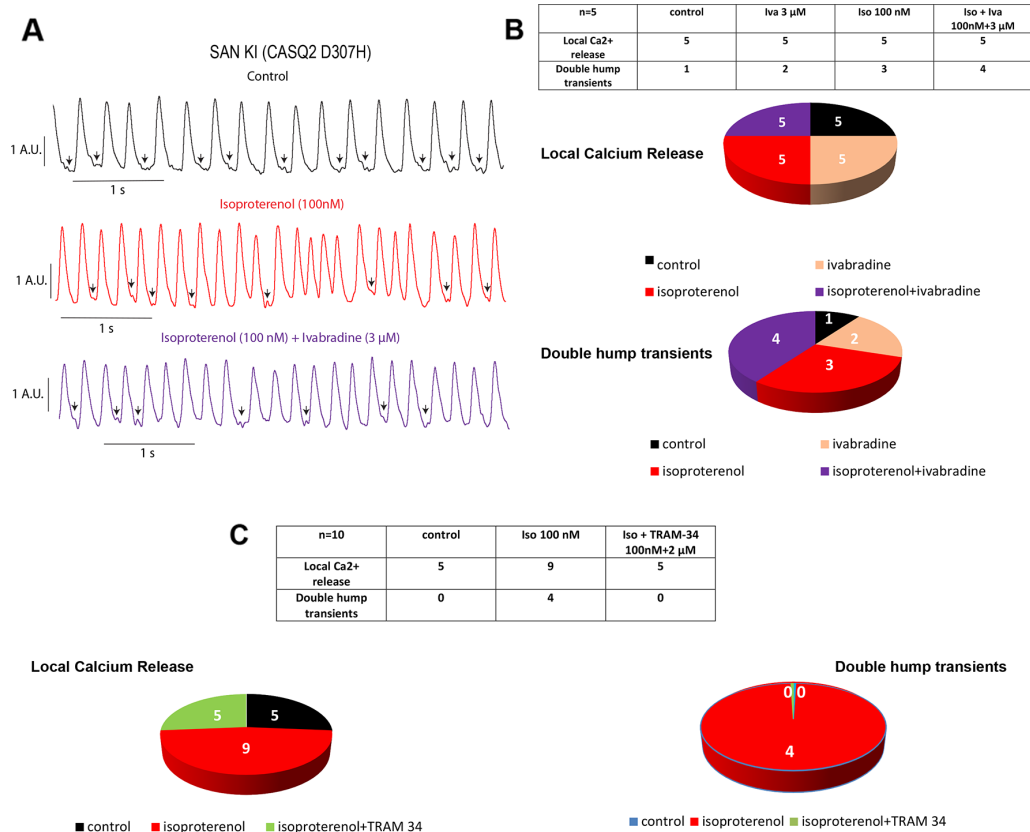 A
SAN KI (CASQ2 D307H)
Control
1 A.U.
1 s
Isoproterenol (100nM)
1 A.U.
1 s
Isoproterenol (100 nM) + Ivabradine (3 µM)
1 A.U.
1 s
B
n=5 control Iva 3 µM Iso 100 nM Iso + Iva
100nM+3 µM
Local Ca2+
release 5 5 5 5
Double hump
transients 1 2 3 4
Local Calcium Release
5 5
5 5
control ivabradine
isoproterenol isoproterenol+ivabradine
Double hump transients
1
4 2
3
control ivabradine
isoproterenol isoproterenol+ivabradine
C
n=10 control Iso 100 nM Iso + TRAM-34
100nM+2 µM
Local Ca2+
release 5 9 5
Double hump
transients 0 4 0
Local Calcium Release
5 5
9
control isoproterenol isoproterenol+TRAM 34
Double hump transients
0 0
4
control isoproterenol isoproterenol+TRAM 34